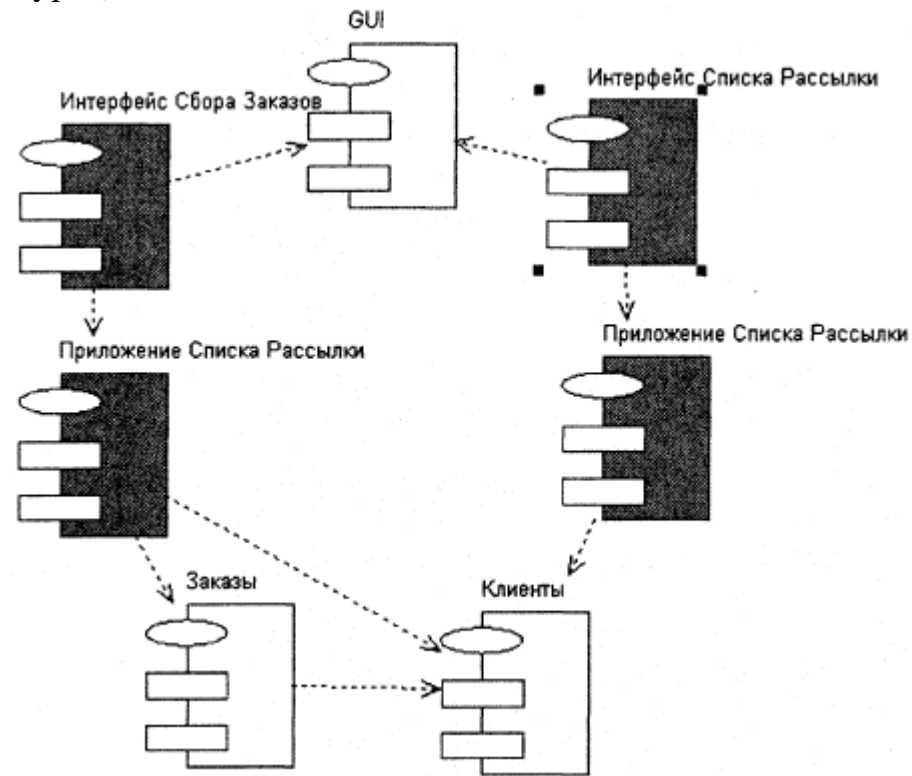 GUI
Интерфейс Списка Рассылки
Интерфейс Сбора Заказов
Приложение Списка Рассылки
Приложение Списка Рассылки
Заказы
Клиенты